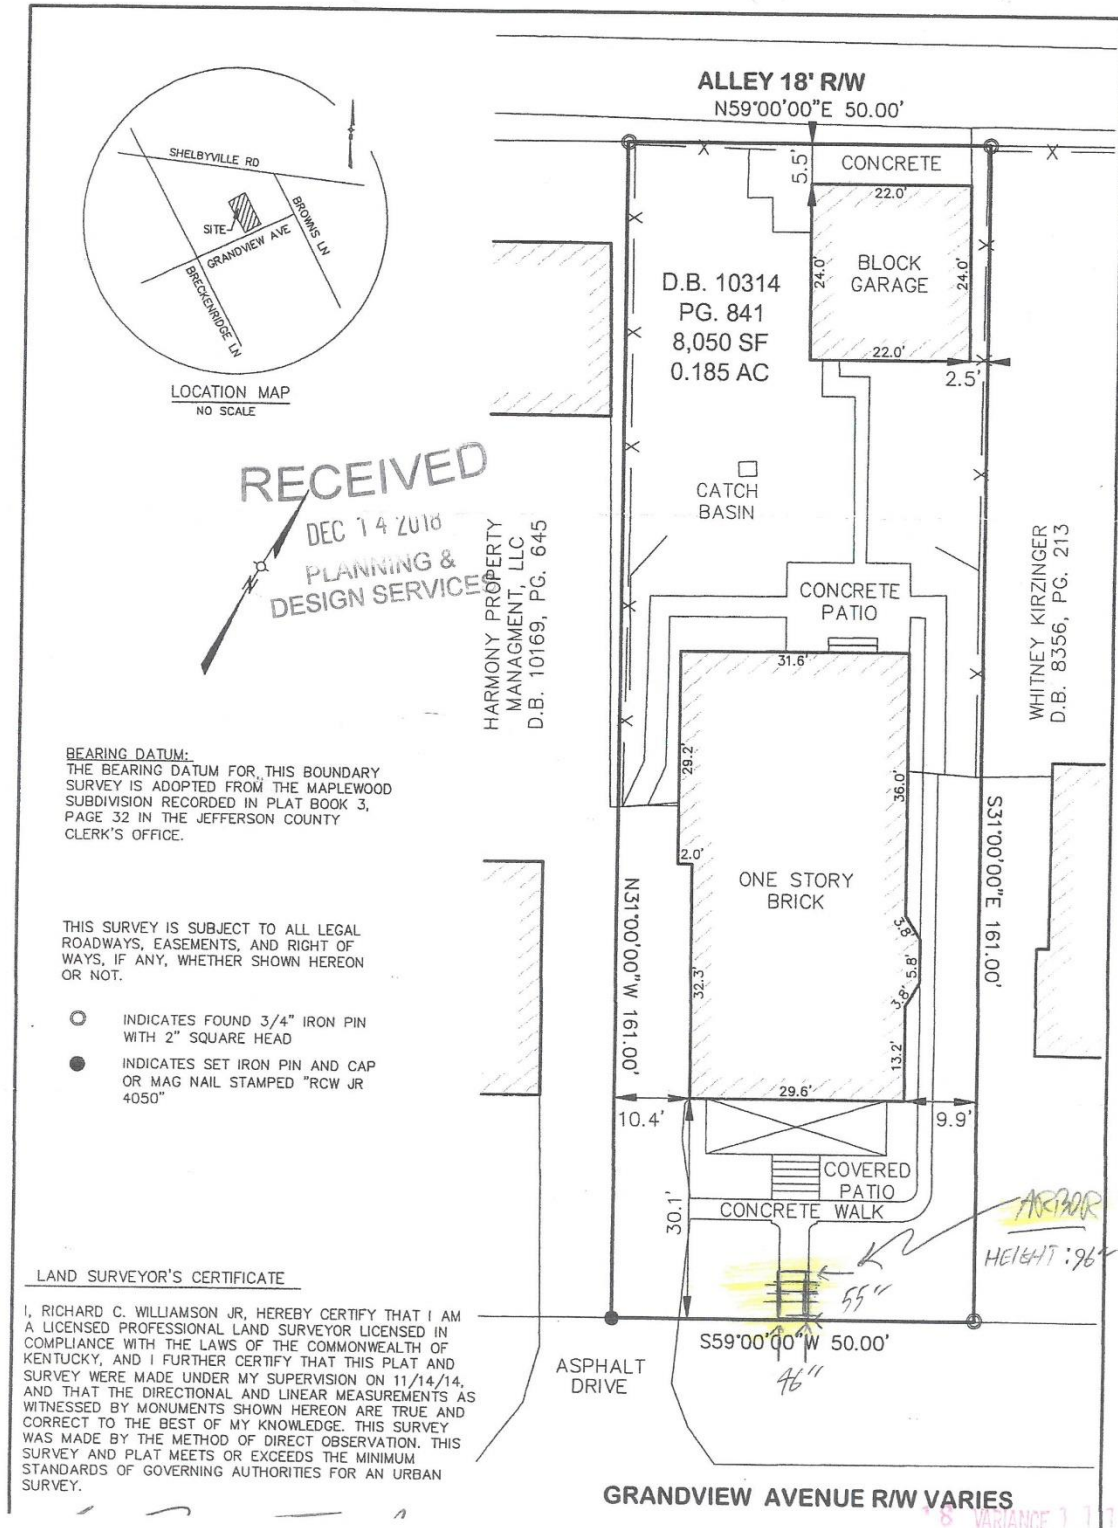 ALLEY 18' R/W
N59°00'00"E 50.00'
SHELBYVILLE RD
SITE
GRANDVIEW AVE
BROWNS LN
BRECKENRIDGE LN
LOCATION MAP
NO SCALE
5.5'
CONCRETE
22.0'
24.0'
BLOCK
GARAGE
24.0'
22.0'
2.5'
D.B. 10314
PG. 841
8,050 SF
0.185 AC
RECEIVED
DEC 14 2018
PLANNING &
DESIGN SERVICES
N
CATCH
BASIN
HARMONY PROPERTY
MANAGMENT, LLC
D.B. 10169, PG. 645
WHITNEY KIRZINGER
D.B. 8356, PG. 213
CONCRETE
PATIO
31.6'
29.2'
36.0'
2.0'
ONE STORY
BRICK
3.8'
5.8'
3.8'
32.3'
13.2'
29.6'
N31°00'00"W 161.00'
S31°00'00"E 161.00'
BEARING DATUM:
THE BEARING DATUM FOR THIS BOUNDARY
SURVEY IS ADOPTED FROM THE MAPLEWOOD
SUBDIVISION RECORDED IN PLAT BOOK 3,
PAGE 32 IN THE JEFFERSON COUNTY
CLERK'S OFFICE.
THIS SURVEY IS SUBJECT TO ALL LEGAL
ROADWAYS, EASEMENTS, AND RIGHT OF
WAYS, IF ANY, WHETHER SHOWN HEREON
OR NOT.
INDICATES FOUND 3/4" IRON PIN
WITH 2" SQUARE HEAD
INDICATES SET IRON PIN AND CAP
OR MAG NAIL STAMPED "RCW JR
4050"
10.4'
9.9'
COVERED
PATIO
CONCRETE WALK
30.1'
ARBOR
HEIGHT: 96"
55"
S59°00'00"W 50.00'
46"
ASPHALT
DRIVE
LAND SURVEYOR'S CERTIFICATE
I, RICHARD C. WILLIAMSON JR, HEREBY CERTIFY THAT I AM
A LICENSED PROFESSIONAL LAND SURVEYOR LICENSED IN
COMPLIANCE WITH THE LAWS OF THE COMMONWEALTH OF
KENTUCKY, AND I FURTHER CERTIFY THAT THIS PLAT AND
SURVEY WERE MADE UNDER MY SUPERVISION ON 11/14/14,
AND THAT THE DIRECTIONAL AND LINEAR MEASUREMENTS AS
WITNESSED BY MONUMENTS SHOWN HEREON ARE TRUE AND
CORRECT TO THE BEST OF MY KNOWLEDGE. THIS SURVEY
WAS MADE BY THE METHOD OF DIRECT OBSERVATION. THIS
SURVEY AND PLAT MEETS OR EXCEEDS THE MINIMUM
STANDARDS OF GOVERNING AUTHORITIES FOR AN URBAN
SURVEY.
GRANDVIEW AVENUE R/W VARIES
8 VARIANCE